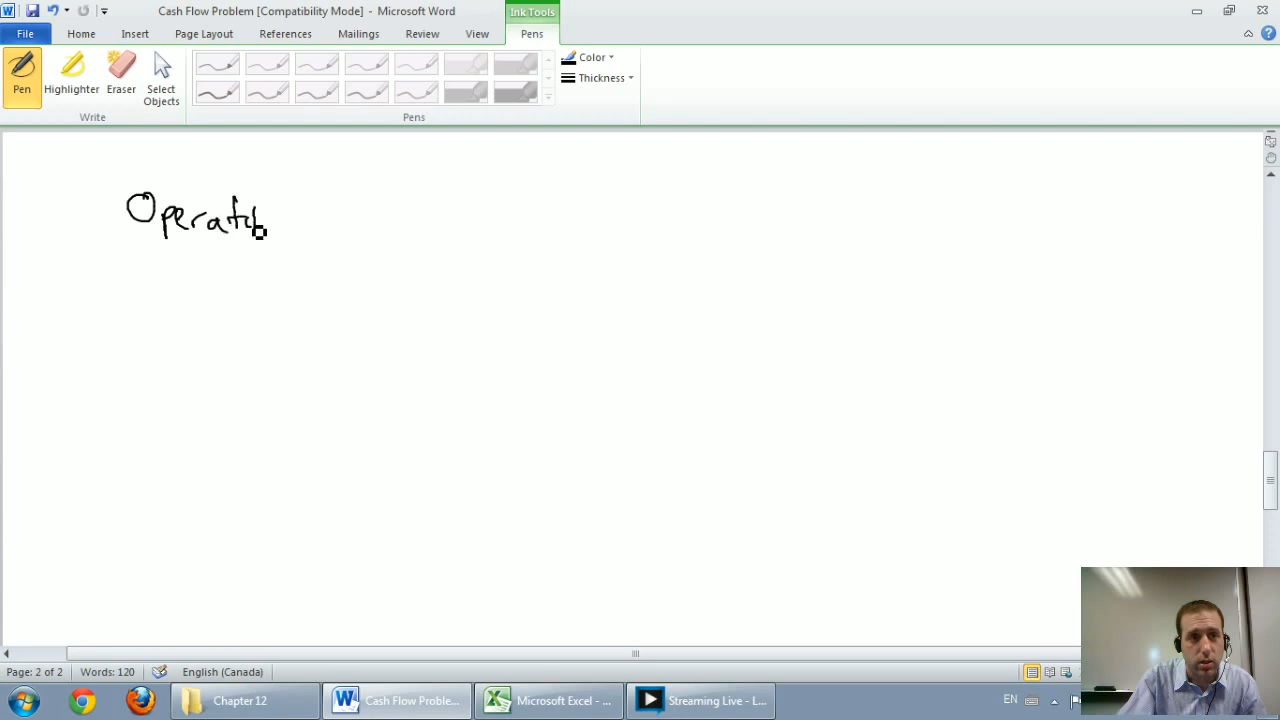 Cash Flow Problem [Compatibility Mode] - Microsoft Word
Ink Tools
File Home Insert Page Layout References Mailings Review View Pens
Pen Highlighter Eraser Select Objects
Color
Thickness
Write Pens
Operatio
Page: 2 of 2 Words: 120 English (Canada)
Chapter 12 Cash Flow Proble... Microsoft Excel - ... Streaming Live - L... EN